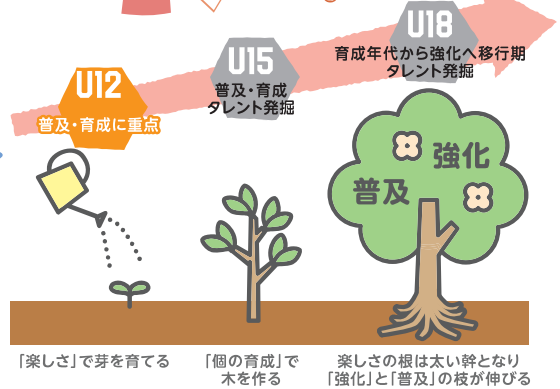 U12
普及・育成に重点
U15
普及・育成
タレント発掘
U18
育成年代から強化へ移行期
タレント発掘
強化
普及
「楽しさ」で芽を育てる
「個の育成」で
木を作る
楽しさの根は太い幹となり
「強化」と「普及」の枝が伸びる